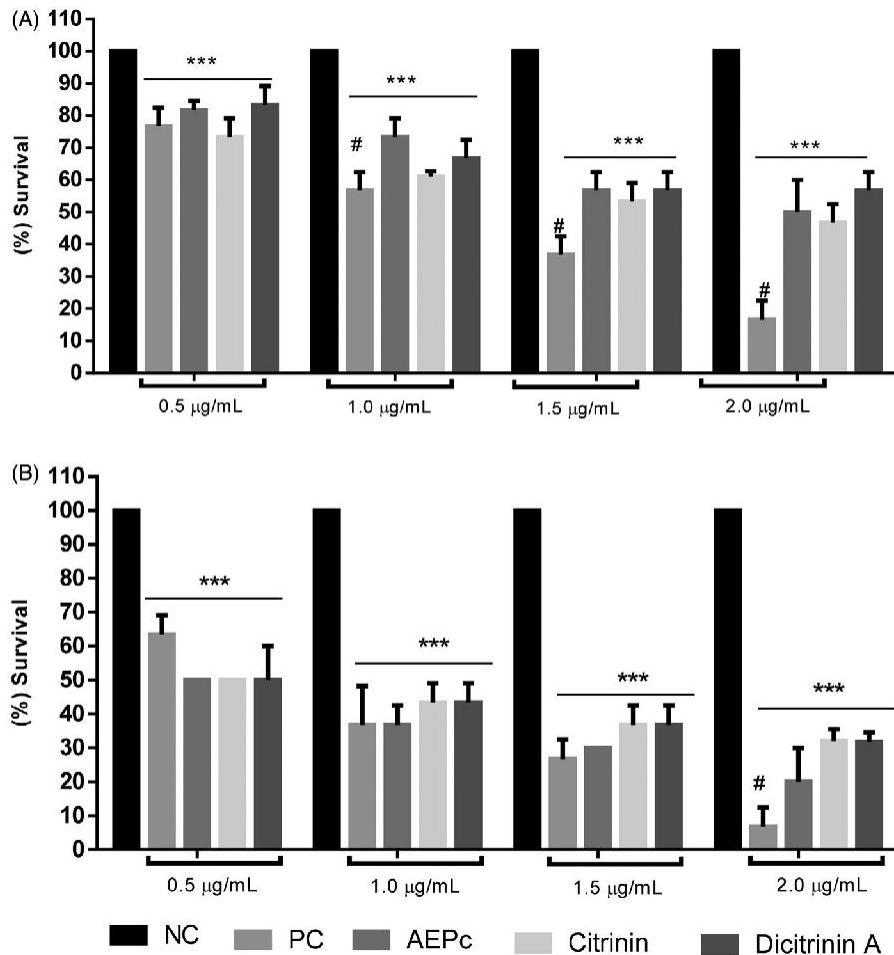 (A)
(%) Survival
110
100
90
80
70
60
50
40
30
20
10
0
*** *** *** ***
# # #
0.5 µg/mL 1.0 µg/mL 1.5 µg/mL 2.0 µg/mL
(B)
(%) Survival
110
100
90
80
70
60
50
40
30
20
10
0
*** *** *** ***
#
0.5 µg/mL 1.0 µg/mL 1.5 µg/mL 2.0 µg/mL
NC PC AEPc Citrinin Dicitrinin A